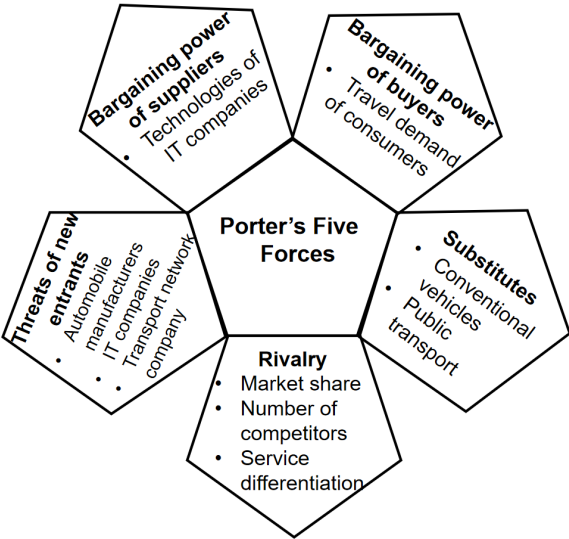 Bargaining power
of suppliers
• Technologies of
IT companies
Bargaining power
of buyers
• Travel demand
of consumers
Porter's Five
Forces
Threats of new
entrants
• Automobile
manufacturers
• IT companies
• Transport network
company
Substitutes
• Conventional
vehicles
• Public
transport
Rivalry
• Market share
• Number of
competitors
• Service
differentiation